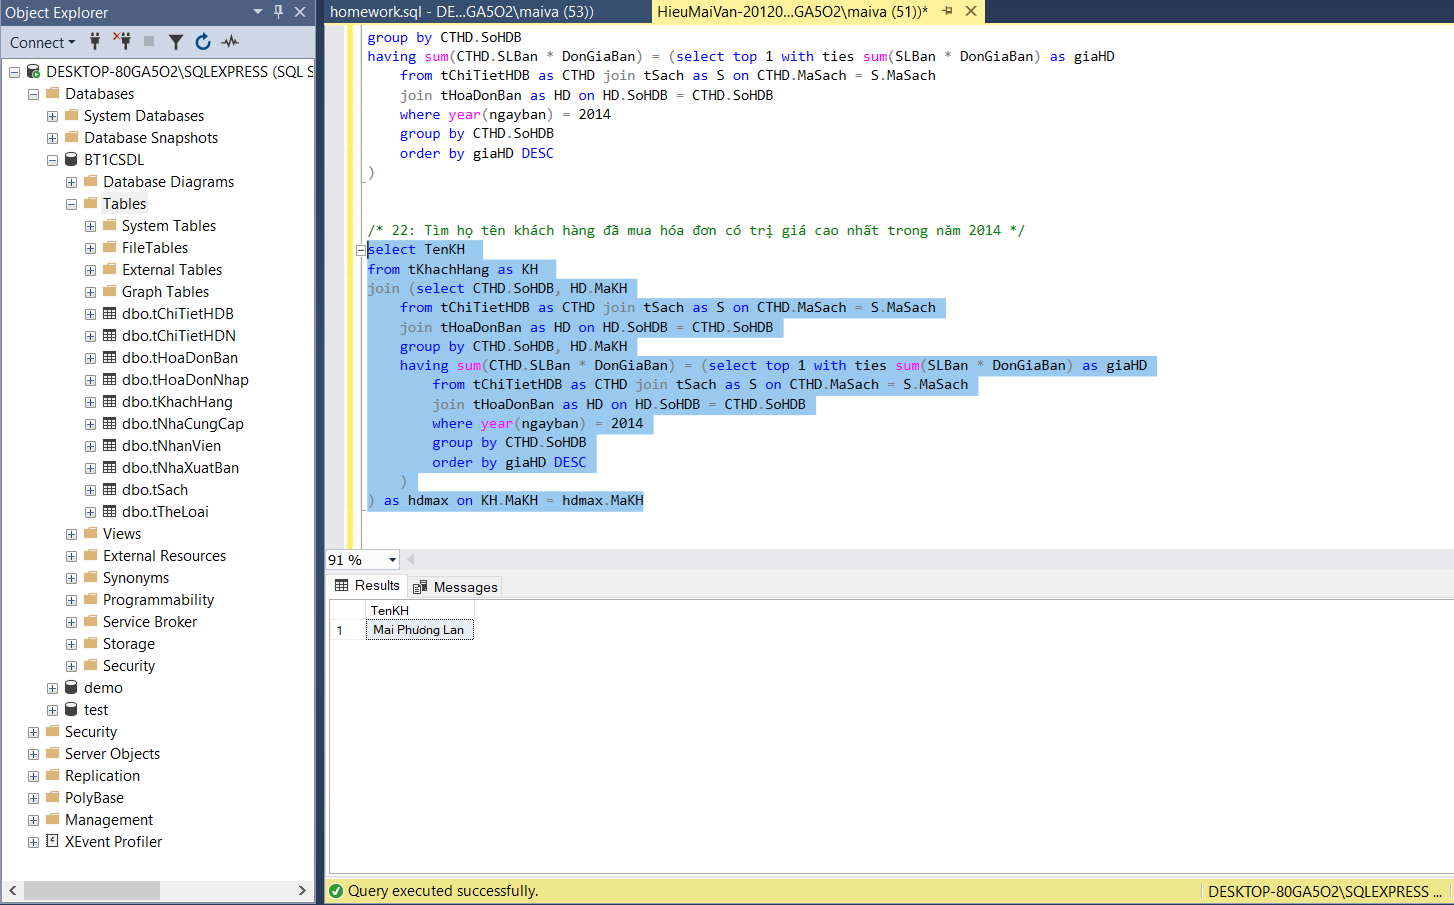 Object Explorer
Connect
DESKTOP-80GA5O2\SQLEXPRESS (SQL S
Databases
System Databases
Database Snapshots
BT1CSDL
Database Diagrams
Tables
System Tables
FileTables
External Tables
Graph Tables
dbo.tChiTietHDB
dbo.tChiTietHDN
dbo.tHoaDonBan
dbo.tHoaDonNhap
dbo.tKhachHang
dbo.tNhaCungCap
dbo.tNhanVien
dbo.tNhaXuatBan
dbo.tSach
dbo.tTheLoai
Views
External Resources
Synonyms
Programmability
Service Broker
Storage
Security
demo
test
Security
Server Objects
Replication
PolyBase
Management
XEvent Profiler
homework.sql - DE...GA5O2\maiva (53))
HieuMaiVan-20120...GA5O2\maiva (51))*
group by CTHD.SoHDB
having sum(CTHD.SLBan * DonGiaBan) = (select top 1 with ties sum(SLBan * DonGiaBan) as giaHD
from tChiTietHDB as CTHD join tSach as S on CTHD.MaSach = S.MaSach
join tHoaDonBan as HD on HD.SoHDB = CTHD.SoHDB
where year(ngayban) = 2014
group by CTHD.SoHDB
order by giaHD DESC
)
/* 22: Tìm họ tên khách hàng đã mua hóa đơn có trị giá cao nhất trong năm 2014 */
select TenKH
from tKhachHang as KH
join (select CTHD.SoHDB, HD.MaKH
from tChiTietHDB as CTHD join tSach as S on CTHD.MaSach = S.MaSach
join tHoaDonBan as HD on HD.SoHDB = CTHD.SoHDB
group by CTHD.SoHDB, HD.MaKH
having sum(CTHD.SLBan * DonGiaBan) = (select top 1 with ties sum(SLBan * DonGiaBan) as giaHD
from tChiTietHDB as CTHD join tSach as S on CTHD.MaSach = S.MaSach
join tHoaDonBan as HD on HD.SoHDB = CTHD.SoHDB
where year(ngayban) = 2014
group by CTHD.SoHDB
order by giaHD DESC
)
) as hdmax on KH.MaKH = hdmax.MaKH
91 %
Results
Messages
TenKH
1 Mai Phương Lan
Query executed successfully.
DESKTOP-80GA5O2\SQLEXPRESS ...